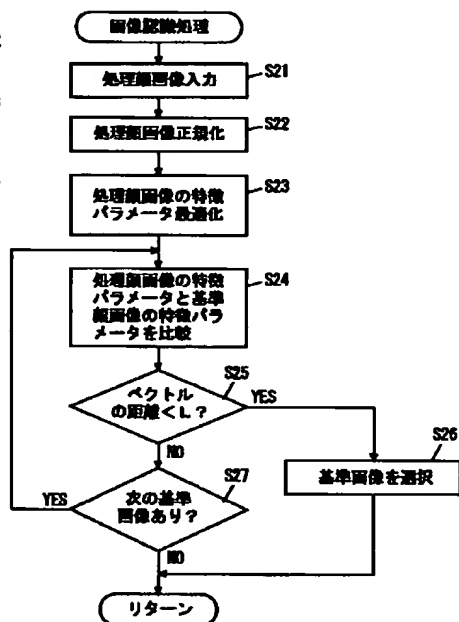 画像認識処理
S21
処理顔画像入力
S22
処理顔画像正規化
S23
処理顔画像の特徴
パラメータ最適化
S24
処理顔画像の特徴
パラメータと基準
顔画像の特徴パラ
メータを比較
S25
ベクトル
の距離<L?
YES
NO
S26
基準画像を選択
S27
次の基準
画像あり?
YES
NO
リターン